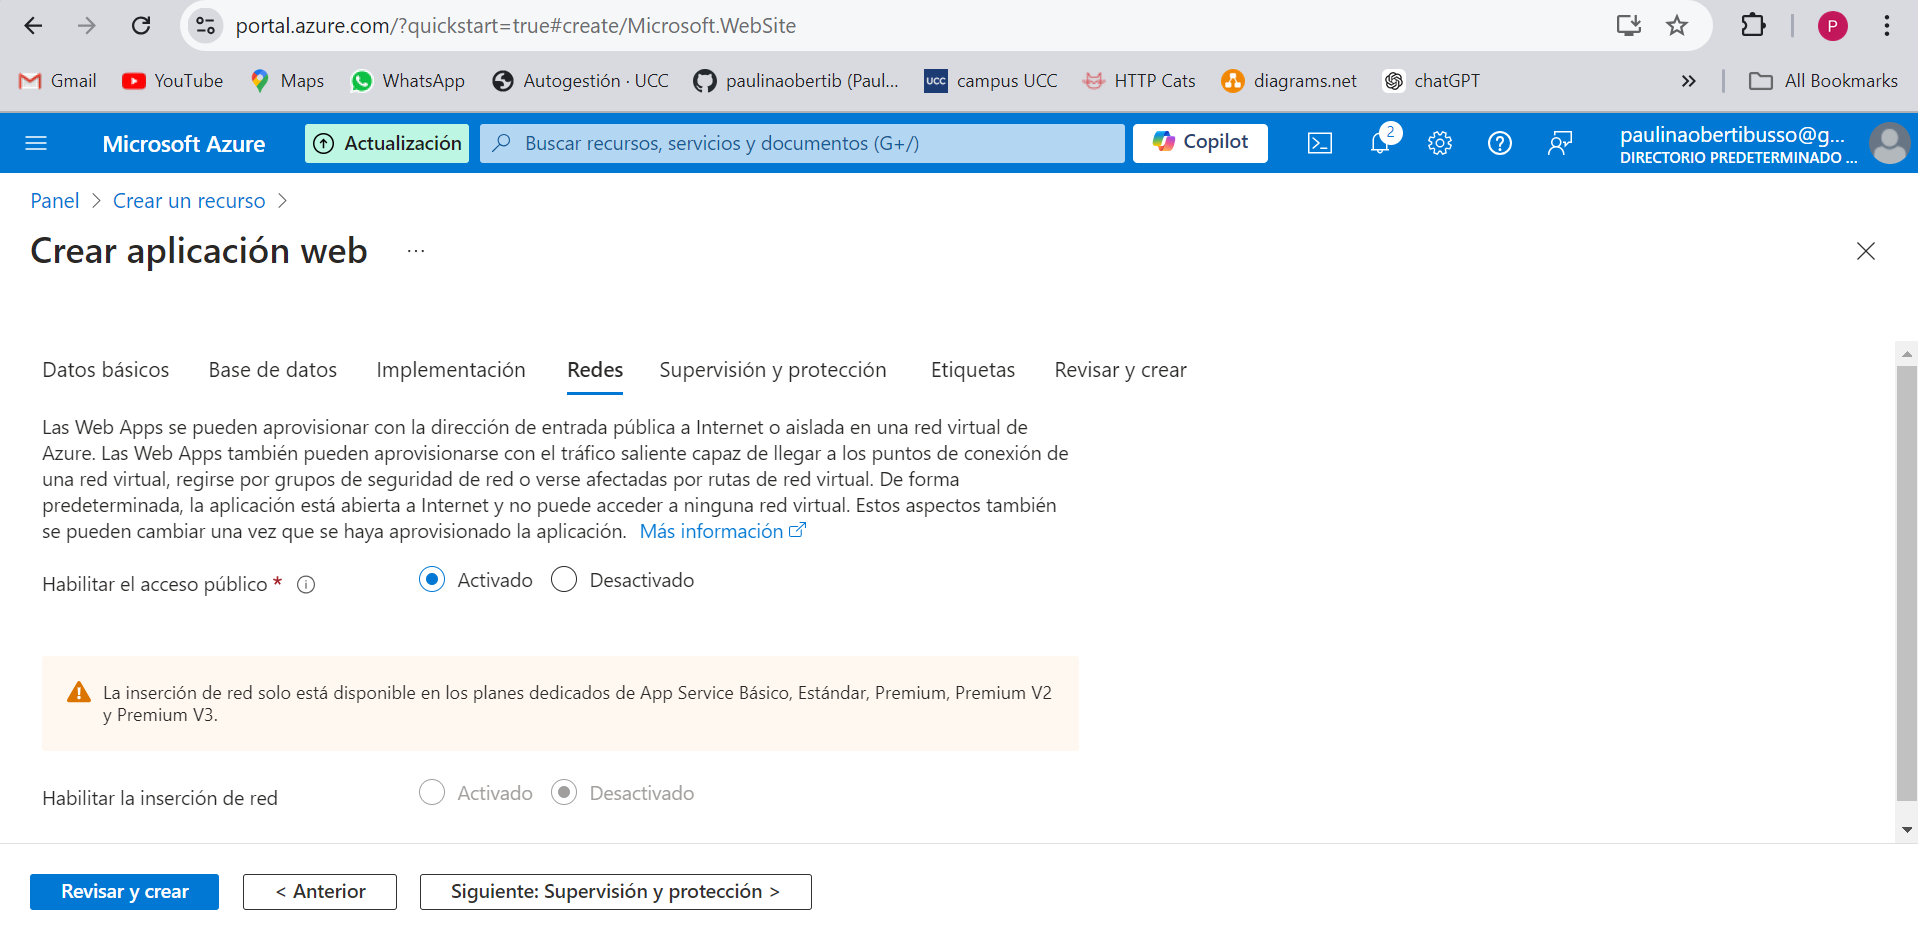 portal.azure.com/?quickstart=true#create/Microsoft.WebSite
P
Gmail
YouTube
Maps
WhatsApp
Autogestión · UCC
paulinaobertib (Paul...
UCC
campus UCC
HTTP Cats
diagrams.net
chatGPT
All Bookmarks
Microsoft Azure
Actualización
Buscar recursos, servicios y documentos (G+/)
Copilot
2
paulinaobertibusso@g...
DIRECTORIO PREDETERMINADO ...
Panel > Crear un recurso >
Crear aplicación web ...
Datos básicos
Base de datos
Implementación
Redes
Supervisión y protección
Etiquetas
Revisar y crear
Las Web Apps se pueden aprovisionar con la dirección de entrada pública a Internet o aislada en una red virtual de
Azure. Las Web Apps también pueden aprovisionarse con el tráfico saliente capaz de llegar a los puntos de conexión de
una red virtual, regirse por grupos de seguridad de red o verse afectadas por rutas de red virtual. De forma
predeterminada, la aplicación está abierta a Internet y no puede acceder a ninguna red virtual. Estos aspectos también
se pueden cambiar una vez que se haya aprovisionado la aplicación. Más información
Habilitar el acceso público *
Activado
Desactivado
La inserción de red solo está disponible en los planes dedicados de App Service Básico, Estándar, Premium, Premium V2
y Premium V3.
Habilitar la inserción de red
Activado
Desactivado
Revisar y crear
< Anterior
Siguiente: Supervisión y protección >